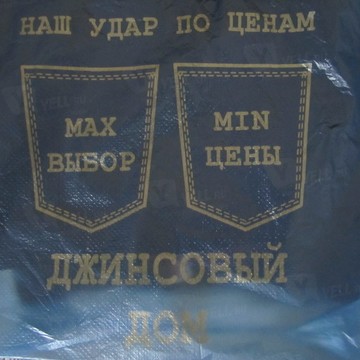 НАШ УДАР ПО ЦЕНАМ
MAX
ВЫБОР
MIN
ЦЕНЫ
ДЖИНСОВЫЙ
ДОМ